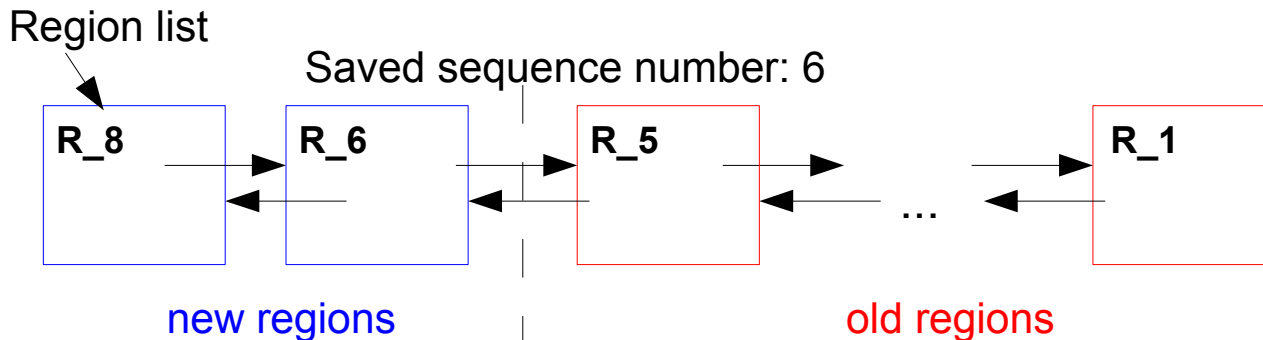 Region list
Saved sequence number: 6
R_8 R_6 R_5 R_1
...
new regions old regions